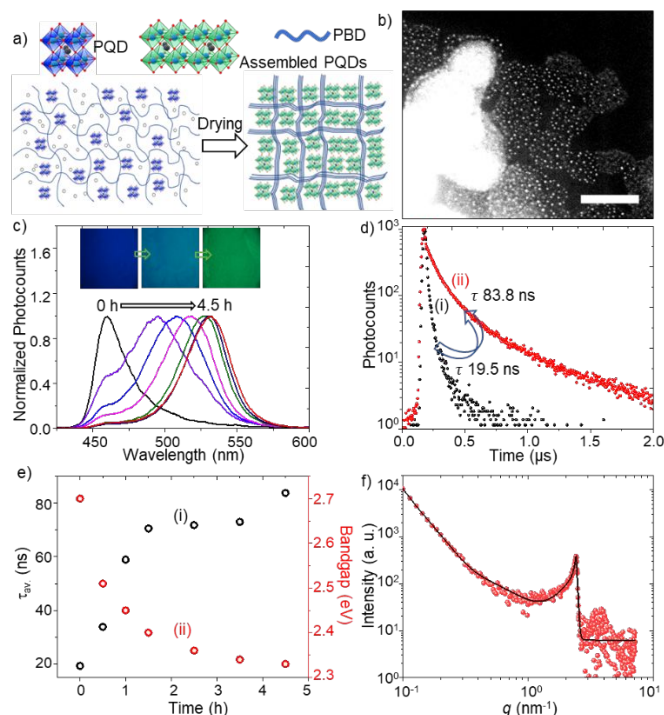 a)
PQD
PBD
Assembled PQDs
Drying
b)
c)
Normalized Photocounts
1.6
1.2
0.8
0.4
0.0
0 h
4.5 h
450
500
550
600
Wavelength (nm)
d)
Photocounts
10³
10²
10¹
10⁰
(ii)
(i)
τ 83.8 ns
τ 19.5 ns
0.0
0.5
1.0
1.5
2.0
Time (µs)
e)
τav. (ns)
80
60
40
20
(i)
(ii)
2.7
2.6
2.5
2.4
2.3
Bandgap (eV)
0
1
2
3
4
5
Time (h)
f)
Intensity (a. u.)
10⁴
10³
10²
10¹
10⁰
10⁻¹
10⁰
10¹
q (nm⁻¹)